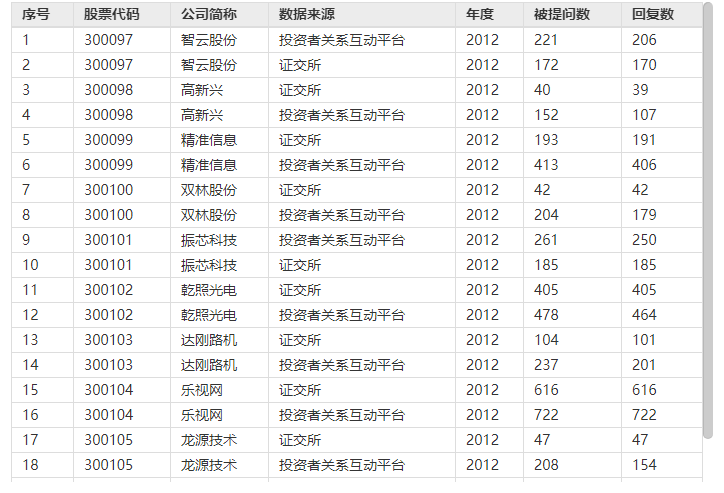 序号 股票代码 公司简称 数据来源 年度 被提问数 回复数
1 300097 智云股份 投资者关系互动平台 2012 221 206
2 300097 智云股份 证交所 2012 172 170
3 300098 高新兴 证交所 2012 40 39
4 300098 高新兴 投资者关系互动平台 2012 152 107
5 300099 精准信息 证交所 2012 193 191
6 300099 精准信息 投资者关系互动平台 2012 413 406
7 300100 双林股份 证交所 2012 42 42
8 300100 双林股份 投资者关系互动平台 2012 204 179
9 300101 振芯科技 投资者关系互动平台 2012 261 250
10 300101 振芯科技 证交所 2012 185 185
11 300102 乾照光电 证交所 2012 405 405
12 300102 乾照光电 投资者关系互动平台 2012 478 464
13 300103 达刚路机 证交所 2012 104 101
14 300103 达刚路机 投资者关系互动平台 2012 237 201
15 300104 乐视网 证交所 2012 616 616
16 300104 乐视网 投资者关系互动平台 2012 722 722
17 300105 龙源技术 证交所 2012 47 47
18 300105 龙源技术 投资者关系互动平台 2012 208 154